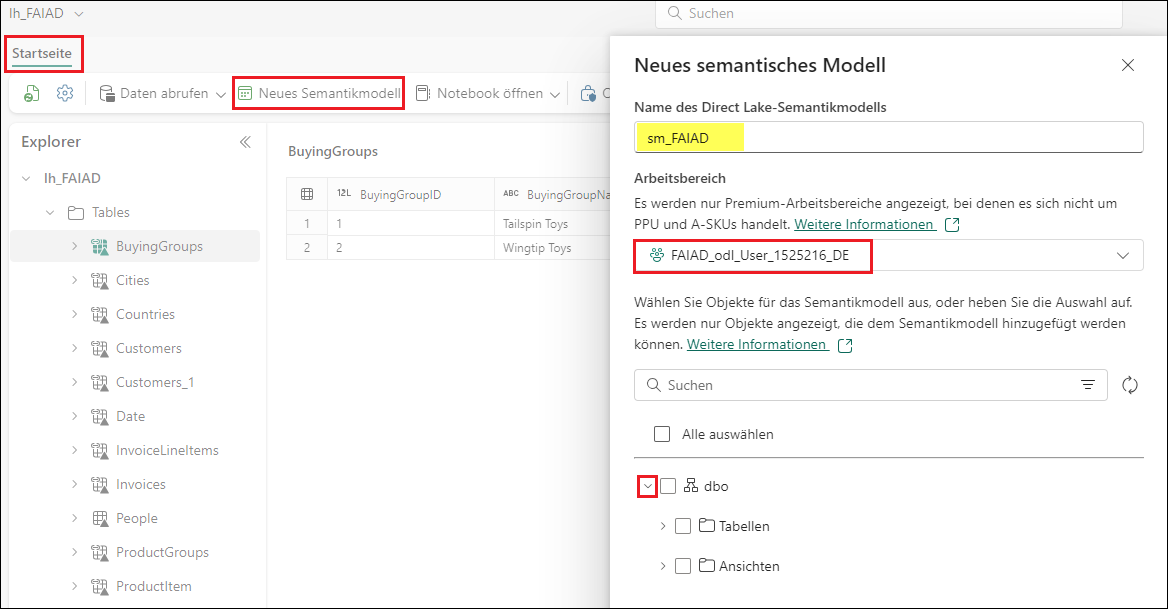 lh_FAIAD
Suchen
Startseite
Daten abrufen
Neues Semantikmodell
Notebook öffnen
Explorer
lh_FAIAD
Tables
BuyingGroups
Cities
Countries
Customers
Customers_1
Date
InvoiceLineItems
Invoices
People
ProductGroups
ProductItem
BuyingGroups
12L BuyingGroupID ABC BuyingGroupNa
1 1 Tailspin Toys
2 2 Wingtip Toys
Neues semantisches Modell
Name des Direct Lake-Semantikmodells
sm_FAIAD
Arbeitsbereich
Es werden nur Premium-Arbeitsbereiche angezeigt, bei denen es sich nicht um
PPU und A-SKUs handelt. Weitere Informationen
FAIAD_odl_User_1525216_DE
Wählen Sie Objekte für das Semantikmodell aus, oder heben Sie die Auswahl auf.
Es werden nur Objekte angezeigt, die dem Semantikmodell hinzugefügt werden
können. Weitere Informationen
Suchen
Alle auswählen
dbo
Tabellen
Ansichten